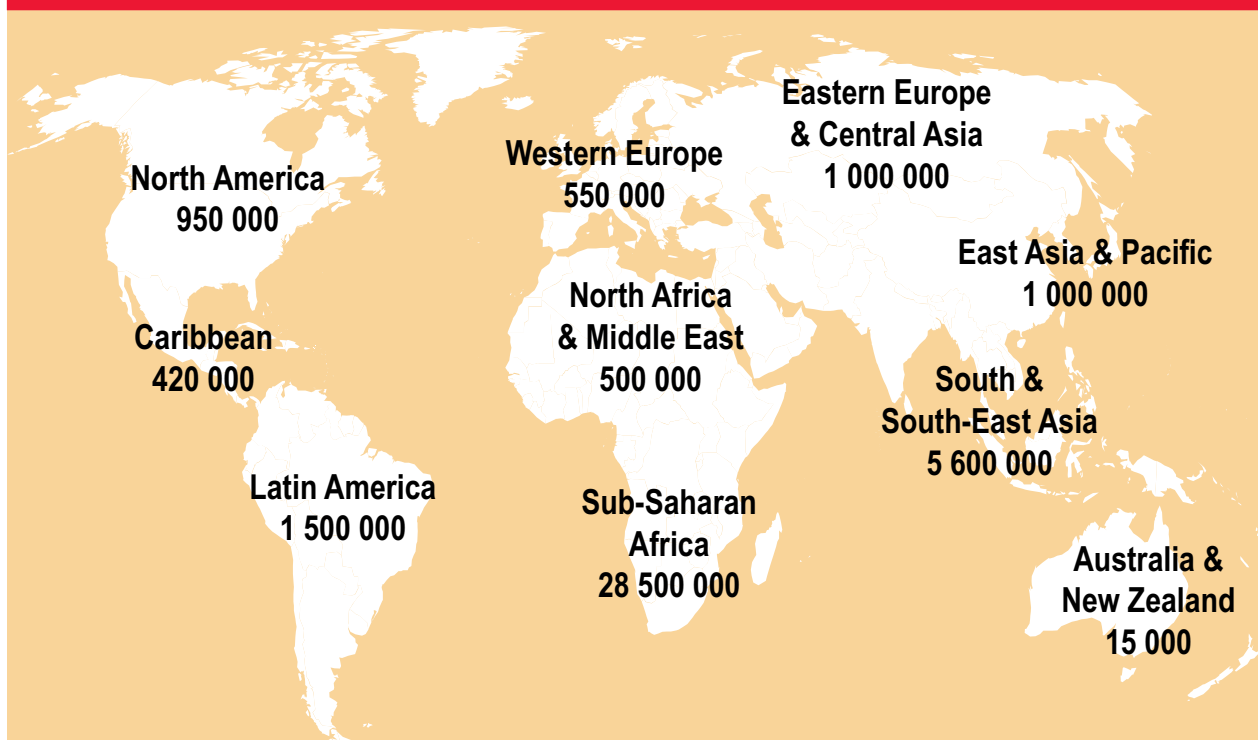 North America
950 000
Caribbean
420 000
Latin America
1 500 000
Western Europe
550 000
North Africa
& Middle East
500 000
Sub-Saharan
Africa
28 500 000
Eastern Europe
& Central Asia
1 000 000
East Asia & Pacific
1 000 000
South &
South-East Asia
5 600 000
Australia &
New Zealand
15 000